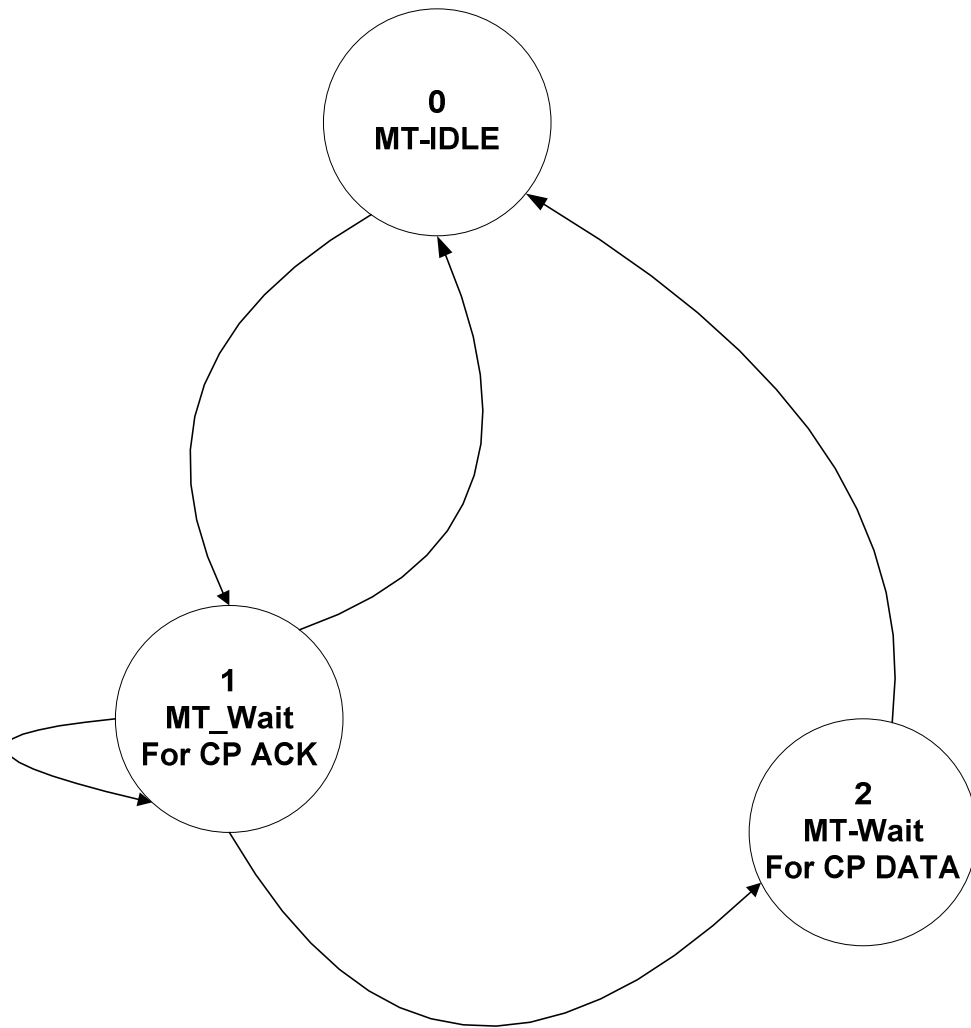 0
MT-IDLE
1
MT_Wait
For CP ACK
2
MT-Wait
For CP DATA